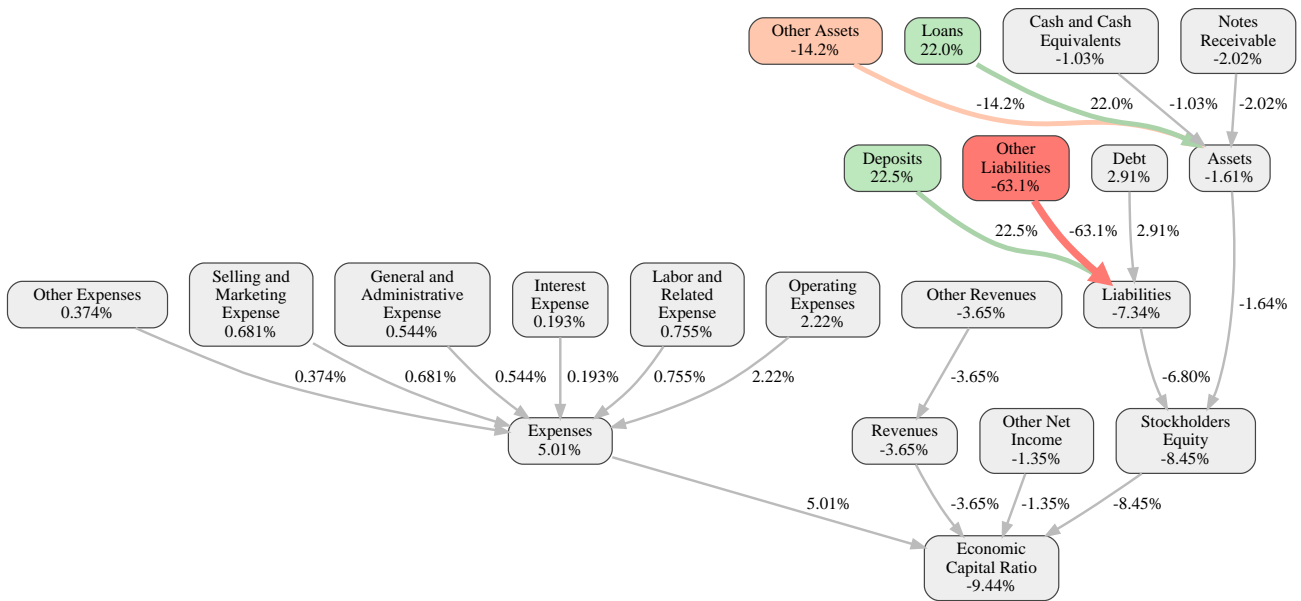 Other Assets
-14.2%
Loans
22.0%
Cash and Cash
Equivalents
-1.03%
Notes
Receivable
-2.02%
-14.2%
22.0%
-1.03%
-2.02%
Deposits
22.5%
Other
Liabilities
-63.1%
Debt
2.91%
Assets
-1.61%
22.5%
-63.1%
2.91%
-1.64%
Other Expenses
0.374%
Selling and
Marketing
Expense
0.681%
General and
Administrative
Expense
0.544%
Interest
Expense
0.193%
Labor and
Related
Expense
0.755%
Operating
Expenses
2.22%
Other Revenues
-3.65%
Liabilities
-7.34%
0.374%
0.681%
0.544%
0.193%
0.755%
2.22%
-3.65%
-6.80%
Expenses
5.01%
Revenues
-3.65%
Other Net
Income
-1.35%
Stockholders
Equity
-8.45%
5.01%
-3.65%
-1.35%
-8.45%
Economic
Capital Ratio
-9.44%